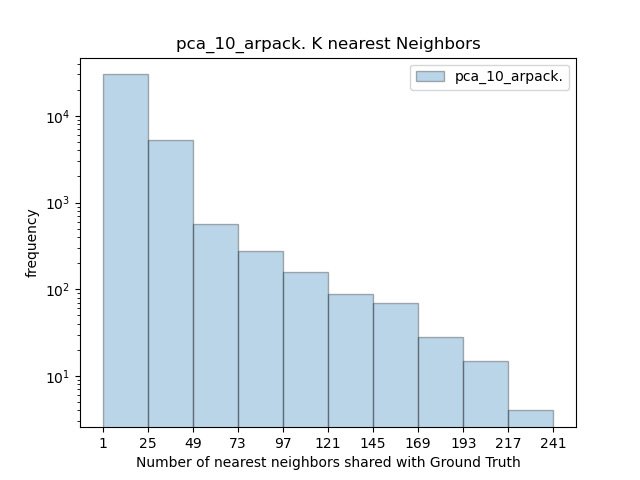 pca_10_arpack. K nearest Neighbors
pca_10_arpack.
frequency
10^4
10^3
10^2
10^1
1 25 49 73 97 121 145 169 193 217 241
Number of nearest neighbors shared with Ground Truth